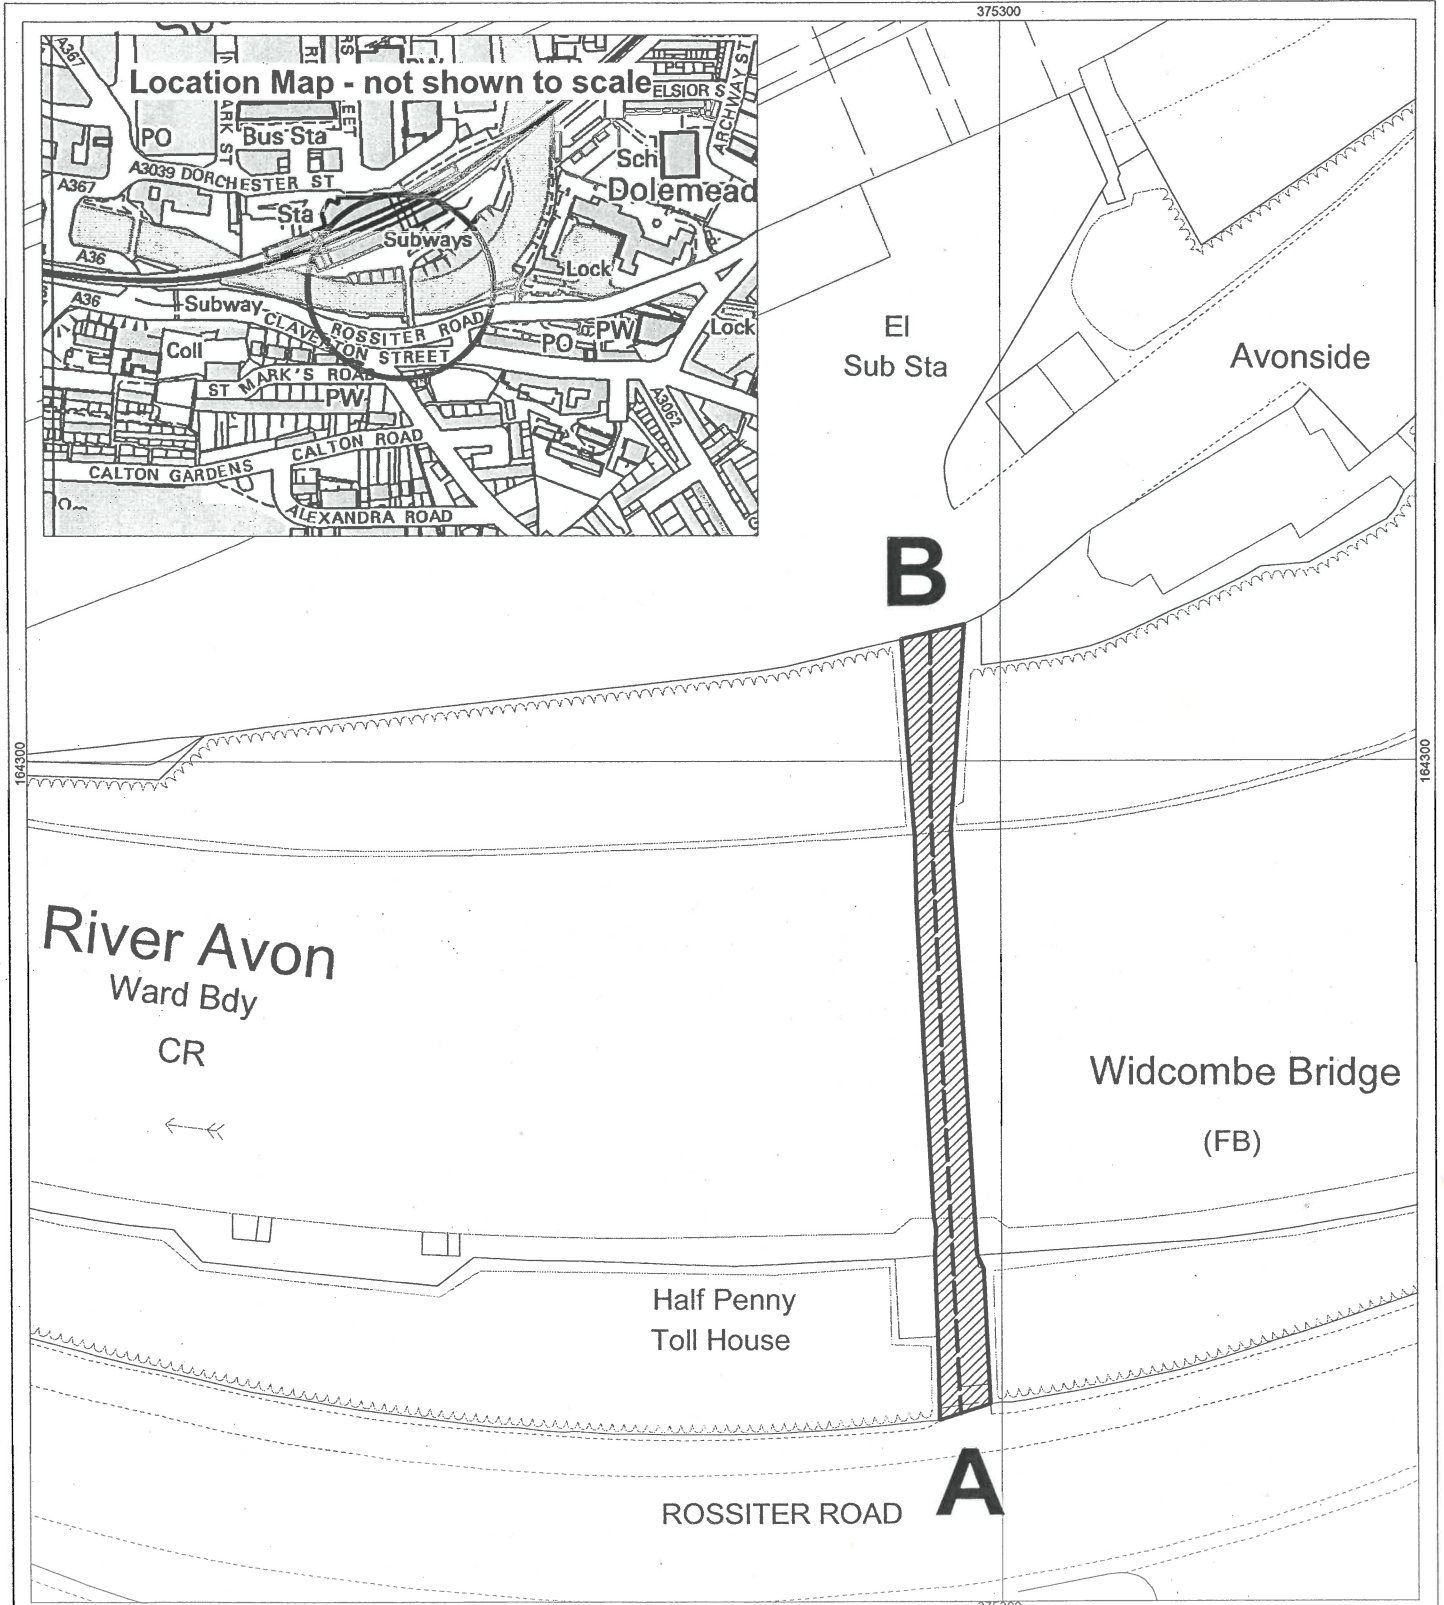 375300
Location Map - not shown to scale
A367
PO
Bus Sta
ELSIOR S
ARCHWAY ST
Sch
Dolemead
A367
A3039 DORCHESTER ST
Sta
Subways
A36
Lock
A36
Subway
ROSSITER ROAD
CLAVERTON STREET
PO
PW
Lock
Coll
ST MARK'S ROAD
PW
A3062
CALTON ROAD
CALTON GARDENS
ALEXANDRA ROAD
El
Sub Sta
Avonside
B
164300
164300
River Avon
Ward Bdy
CR
Widcombe Bridge
(FB)
Half Penny
Toll House
A
ROSSITER ROAD